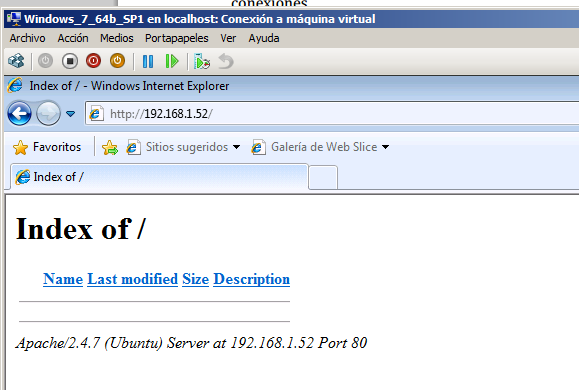 conexiones
Windows_7_64b_SP1 en localhost: Conexión a máquina virtual
Archivo Acción Medios Portapapeles Ver Ayuda
Index of / - Windows Internet Explorer
http://192.168.1.52/
Favoritos Sitios sugeridos Galería de Web Slice
Index of /
Index of /
Name Last modified Size Description
Apache/2.4.7 (Ubuntu) Server at 192.168.1.52 Port 80